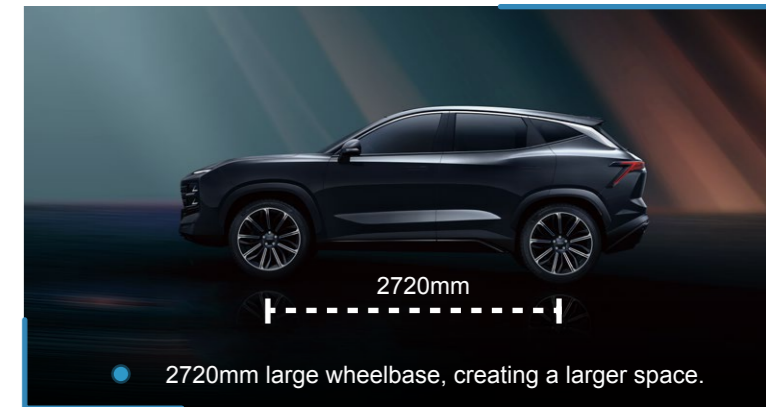 2720mm
2720mm large wheelbase, creating a larger space.